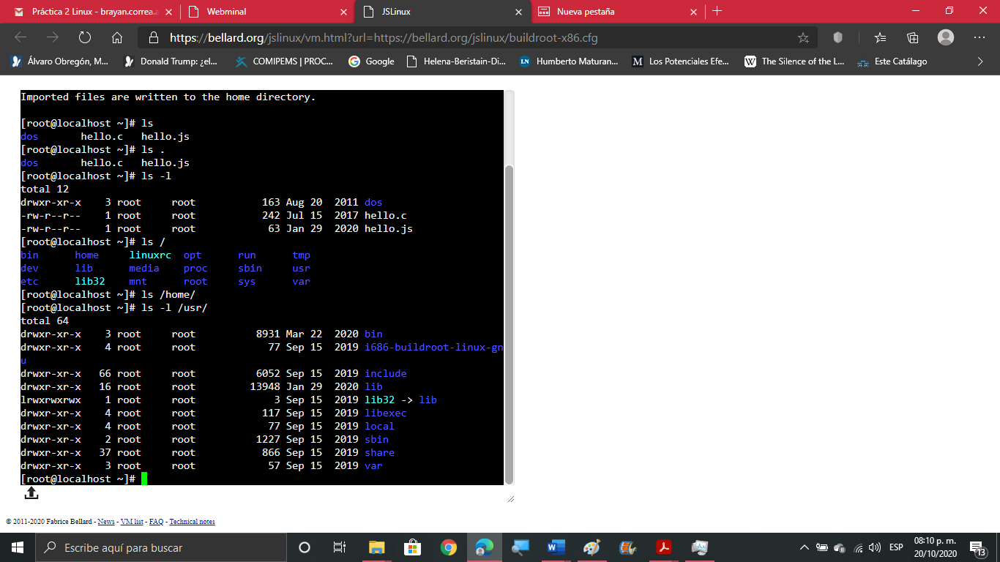 Práctica 2 Linux - brayan.correa.a
Webminal
JSLinux
Nueva pestaña
https://bellard.org/jslinux/vm.html?url=https://bellard.org/jslinux/buildroot-x86.cfg
Álvaro Obregón, M...
Donald Trump: ¿el...
COMIPEMS | PROC...
Google
Helena-Beristain-Di...
LN Humberto Maturan...
M Los Potenciales Efe...
W The Silence of the L...
Este Catálago
Imported files are written to the home directory.
[root@localhost ~]# ls
dos       hello.c   hello.js
[root@localhost ~]# ls .
dos       hello.c   hello.js
[root@localhost ~]# ls -l
total 12
drwxr-xr-x    3 root     root           163 Aug 20  2011 dos
-rw-r--r--    1 root     root           242 Jul 15  2017 hello.c
-rw-r--r--    1 root     root            63 Jan 29  2020 hello.js
[root@localhost ~]# ls /
bin      home     linuxrc  opt      run      tmp
dev      lib      media    proc     sbin     usr
etc      lib32    mnt      root     sys      var
[root@localhost ~]# ls /home/
[root@localhost ~]# ls -l /usr/
total 64
drwxr-xr-x    3 root     root          8931 Mar 22  2020 bin
drwxr-xr-x    4 root     root            77 Sep 15  2019 i686-buildroot-linux-gn
u
drwxr-xr-x   66 root     root          6052 Sep 15  2019 include
drwxr-xr-x   16 root     root         13948 Jan 29  2020 lib
lrwxrwxrwx    1 root     root             3 Sep 15  2019 lib32 -> lib
drwxr-xr-x    4 root     root           117 Sep 15  2019 libexec
drwxr-xr-x    4 root     root            77 Sep 15  2019 local
drwxr-xr-x    2 root     root          1227 Sep 15  2019 sbin
drwxr-xr-x   37 root     root           866 Sep 15  2019 share
drwxr-xr-x    3 root     root            57 Sep 15  2019 var
[root@localhost ~]#
© 2011-2020 Fabrice Bellard - News - VM list - FAQ - Technical notes
Escribe aquí para buscar
ESP
08:10 p. m.
20/10/2020
13